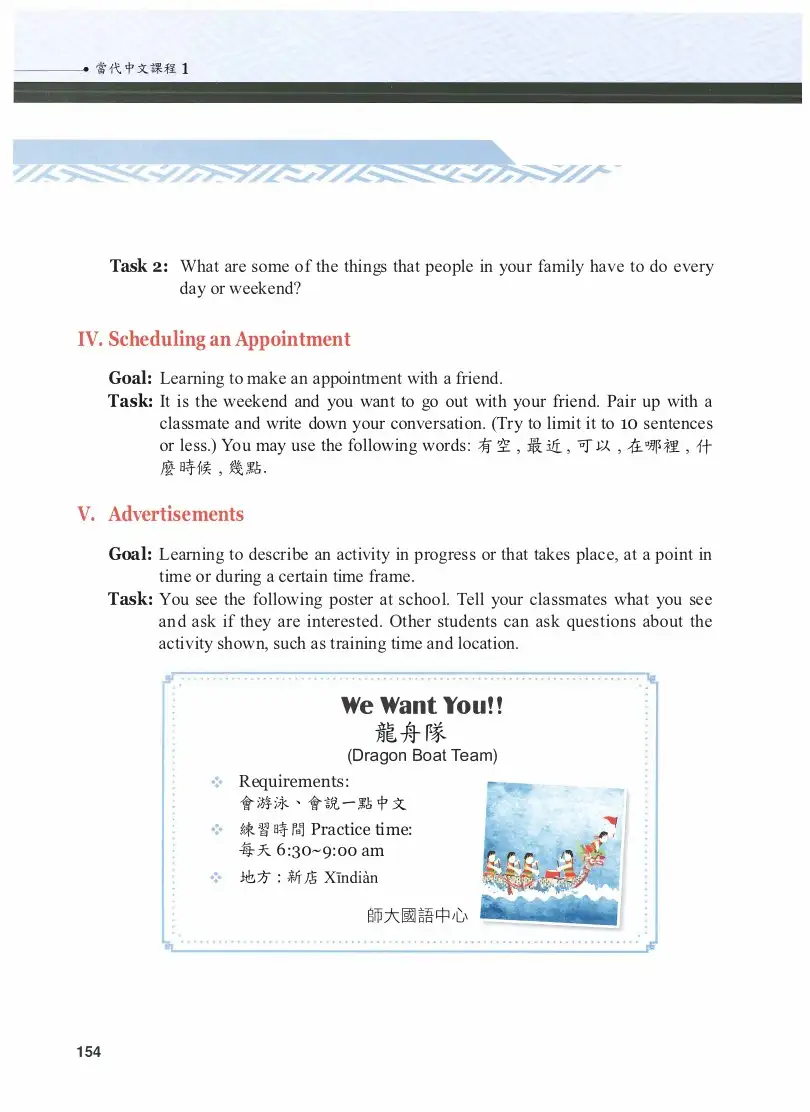 當代中文課程 1
Task 2: What are some of the things that people in your family have to do every
day or weekend?
IV. Scheduling an Appointment
Goal: Learning to make an appointment with a friend.
Task: It is the weekend and you want to go out with your friend. Pair up with a
classmate and write down your conversation. (Try to limit it to 10 sentences
or less.) You may use the following words: 有空 , 最近 , 可以 , 在哪裡 , 什
麼時候 , 幾點.
V. Advertisements
Goal: Learning to describe an activity in progress or that takes place, at a point in
time or during a certain time frame.
Task: You see the following poster at school. Tell your classmates what you see
and ask if they are interested. Other students can ask questions about the
activity shown, such as training time and location.
We Want You!!
龍舟隊
(Dragon Boat Team)
❖ Requirements:
會游泳、會說一點中文
❖ 練習時間 Practice time:
每天 6:30~9:00 am
❖ 地方：新店 Xīndiàn
師大國語中心
154